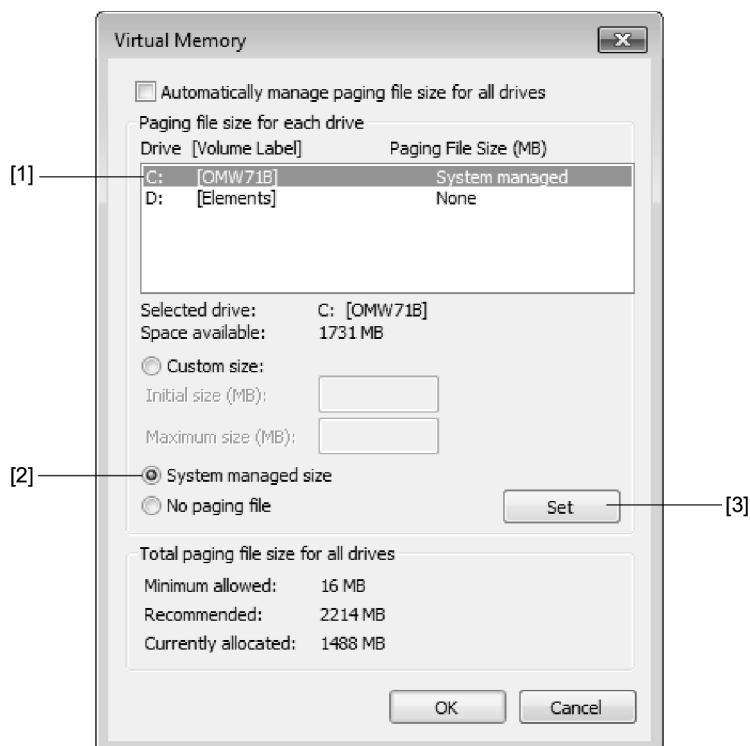 Virtual Memory
Automatically manage paging file size for all drives
Paging file size for each drive
Drive [Volume Label] Paging File Size (MB)
[1]
C: [OMW71B] System managed
D: [Elements] None
Selected drive: C: [OMW71B]
Space available: 1731 MB
Custom size:
Initial size (MB):
Maximum size (MB):
[2]
System managed size
No paging file Set
[3]
Total paging file size for all drives
Minimum allowed: 16 MB
Recommended: 2214 MB
Currently allocated: 1488 MB
OK Cancel